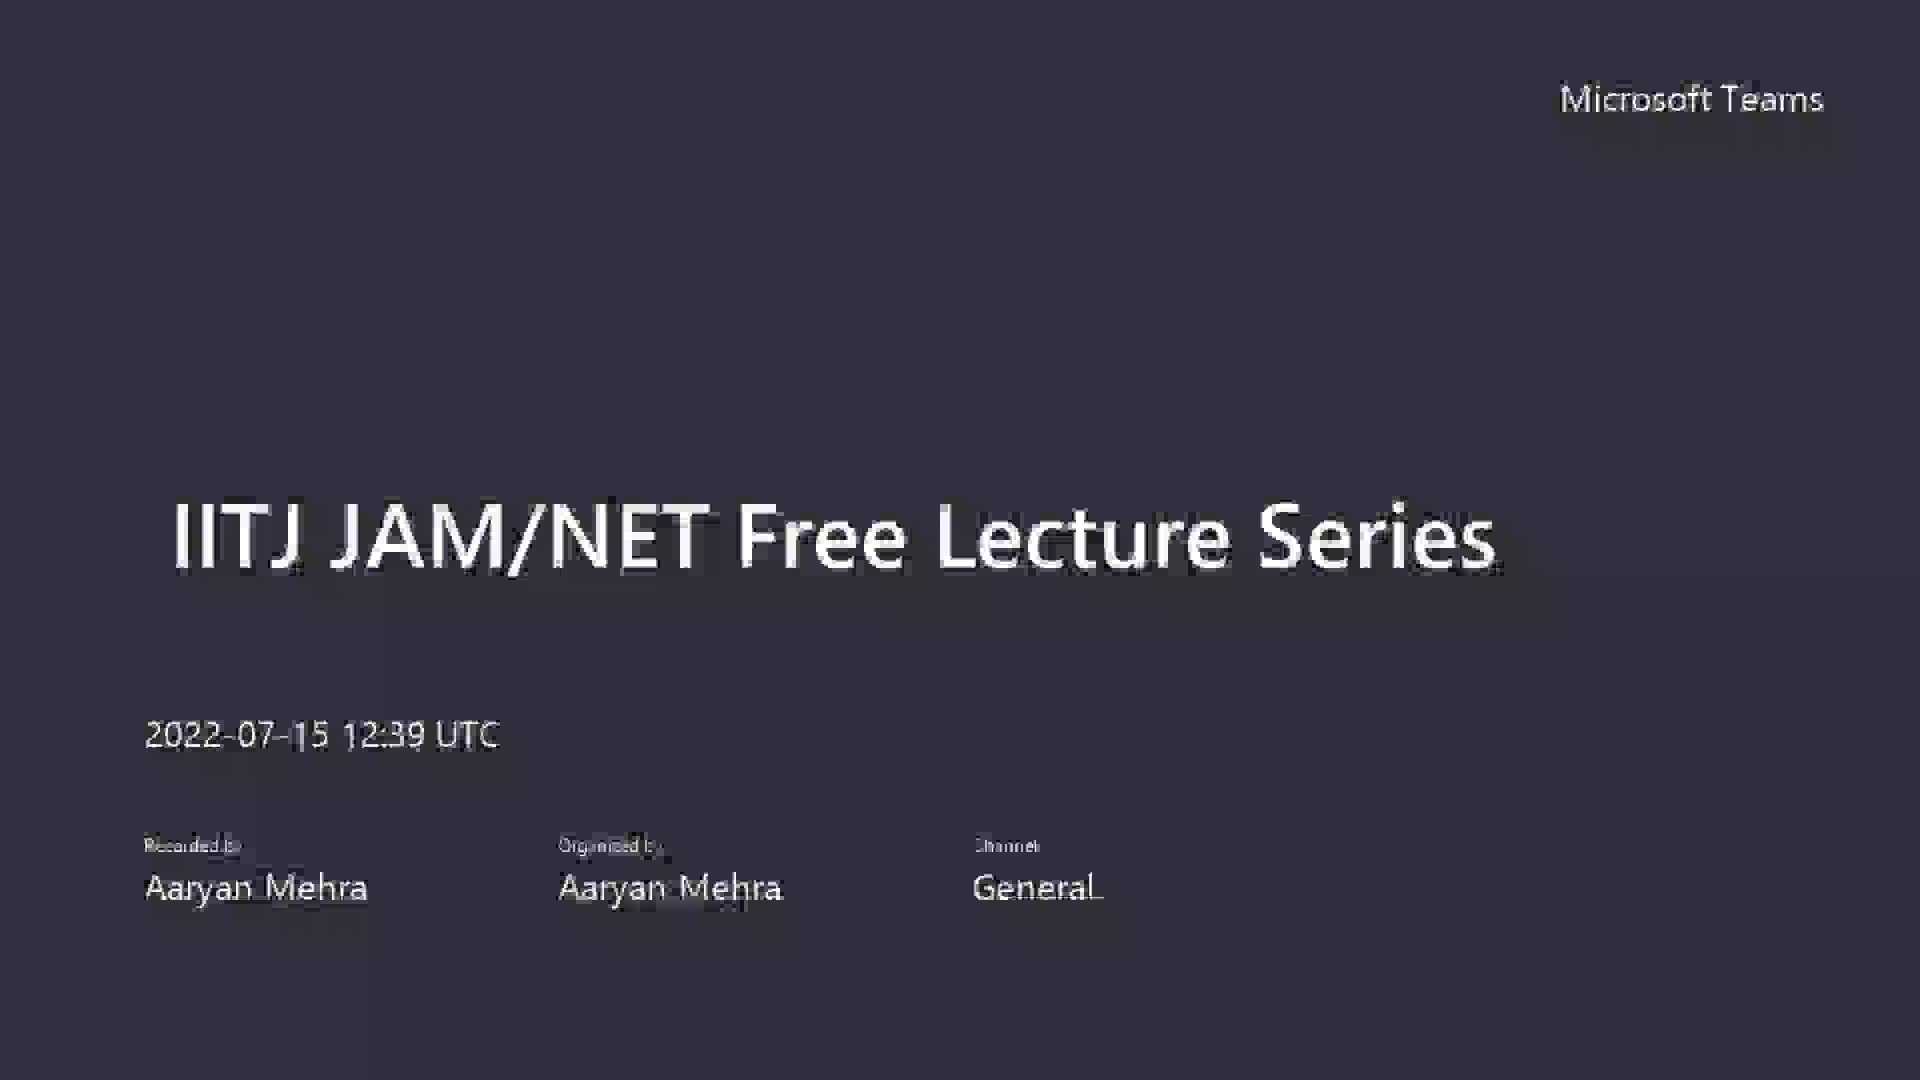 Microsoft Teams
IITJ JAM/NET Free Lecture Series
2022-07-15 12:39 UTC
Recorded by Organized by Channel
Aaryan Mehra Aaryan Mehra General